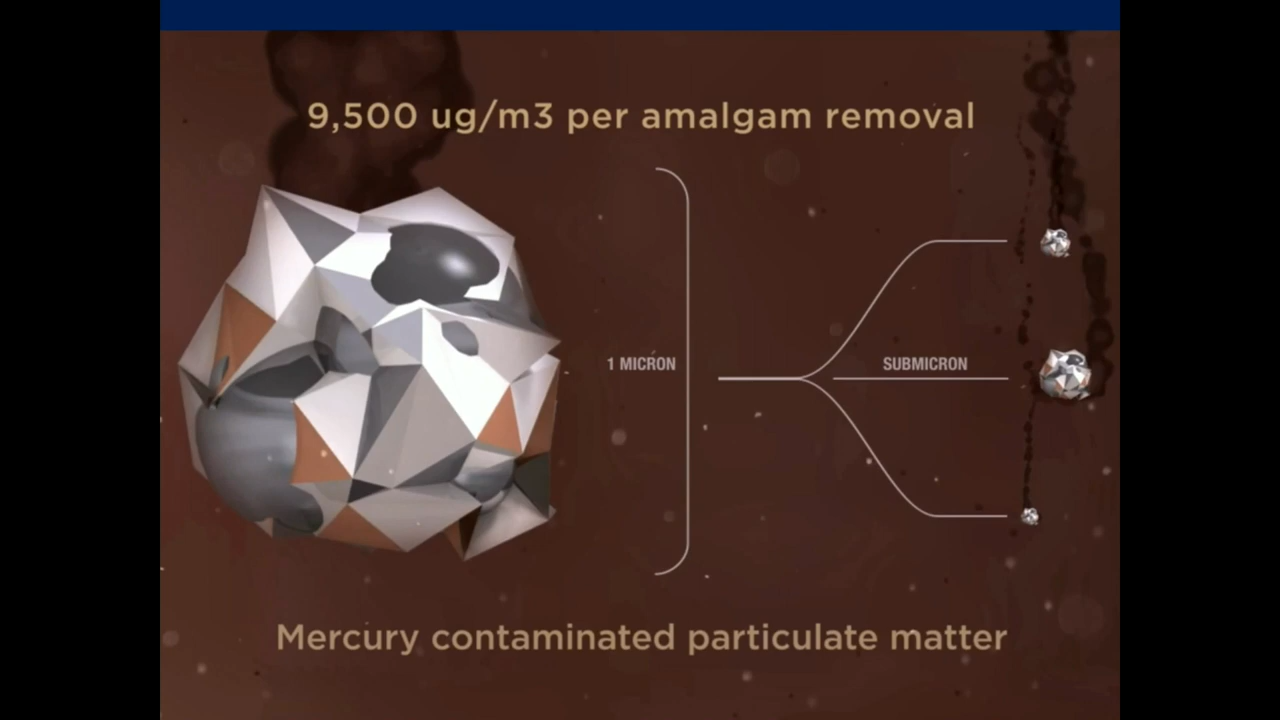 9,500 ug/m3 per amalgam removal
1 MICRON
SUBMICRON
Mercury contaminated particulate matter